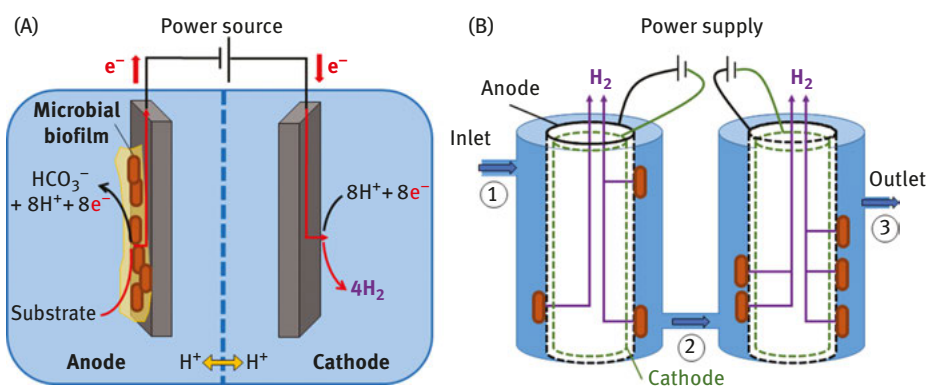 (A)
Power source
e⁻
e⁻
Microbial
biofilm
HCO₃⁻
+ 8H⁺+ 8e⁻
8H⁺+ 8e⁻
4H₂
Substrate
Anode
H⁺
H⁺
Cathode
(B)
Power supply
H₂
H₂
Anode
Inlet
1
Outlet
3
2
Cathode